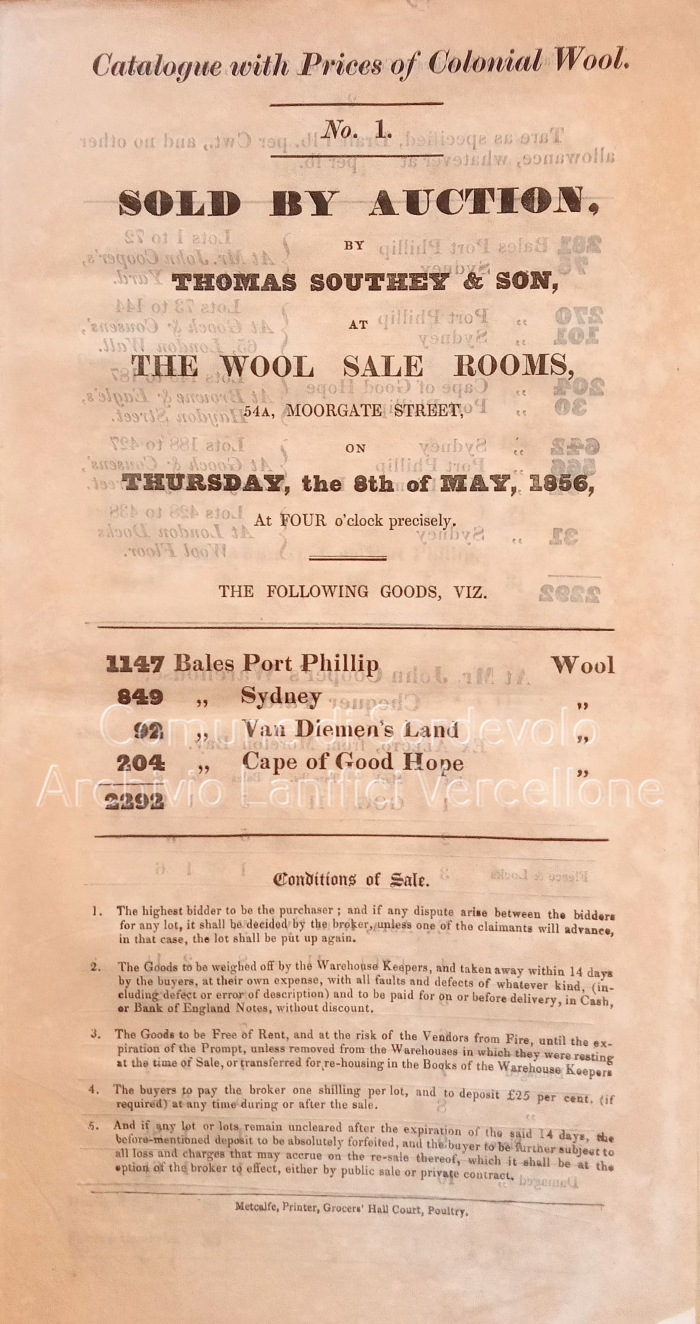 Catalogue with Prices of Colonial Wool.
No. 1.
SOLD BY AUCTION,
BY
THOMAS SOUTHEY & SON,
AT
THE WOOL SALE ROOMS,
54A, MOORGATE STREET,
ON
THURSDAY, the 8th of MAY, 1856,
At FOUR o'clock precisely.
THE FOLLOWING GOODS, VIZ.
1147 Bales Port Phillip Wool
849 „ Sydney „
92 „ Van Diemen's Land „
204 „ Cape of Good Hope „
2292
Comune di Sordevolo
Archivio Lanifici Vercellone
Conditions of Sale.
1. The highest bidder to be the purchaser; and if any dispute arise between the bidders
for any lot, it shall be decided by the broker, unless one of the claimants will advance,
in that case, the lot shall be put up again.
2. The Goods to be weighed off by the Warehouse Keepers, and taken away within 14 days
by the buyers, at their own expense, with all faults and defects of whatever kind, (in-
cluding defect or error of description) and to be paid for on or before delivery, in Cash,
or Bank of England Notes, without discount.
3. The Goods to be Free of Rent, and at the risk of the Vendors from Fire, until the ex-
piration of the Prompt, unless removed from the Warehouses in which they were resting
at the time of Sale, or transferred for re-housing in the Books of the Warehouse Keepers
4. The buyers to pay the broker one shilling per lot, and to deposit £25 per cent. (if
required) at any time during or after the sale.
5. And if any lot or lots remain uncleared after the expiration of the said 14 days, the
before-mentioned deposit to be absolutely forfeited, and the buyer to be further subject to
all loss and charges that may accrue on the re-sale thereof, which it shall be at the
option of the broker to effect, either by public sale or private contract.
Metcalfe, Printer, Grocers' Hall Court, Poultry.